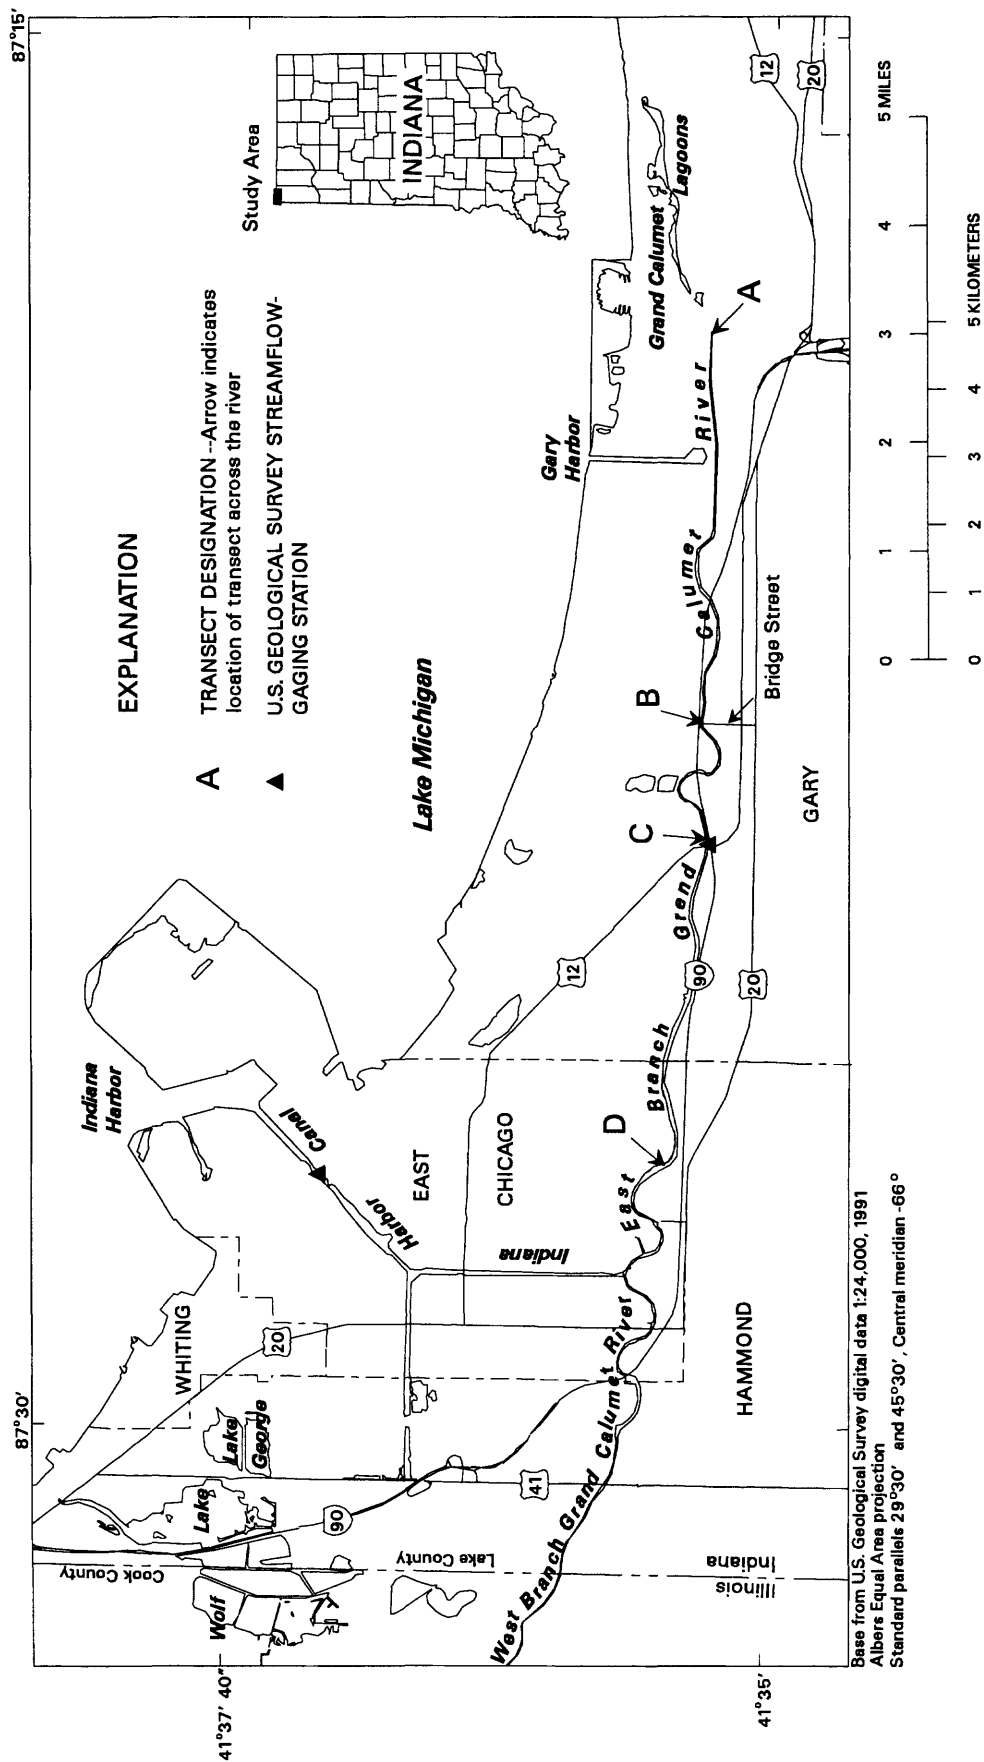 87°30′
87°15′
41°37′ 40″
41°35′
EXPLANATION
A
TRANSECT DESIGNATION--Arrow indicates
location of transect across the river
U.S. GEOLOGICAL SURVEY STREAMFLOW-
GAGING STATION
Study Area
INDIANA
Lake Michigan
Indiana
Harbor
WHITING
Lake
George
Wolf
Lake
Cook County
Lake County
Illinois
Indiana
90
41
20
Indiana
Harbor
Canal
EAST
CHICAGO
12
Gary
Harbor
Grand Calumet
Lagoons
West Branch Grand Calumet River
East Branch Grend Calumet River
A
B
C
D
90
20
12
20
Bridge Street
HAMMOND
GARY
0 1 2 3 4 5 MILES
0 1 2 3 4 5 KILOMETERS
Base from U.S. Geological Survey digital data 1:24,000, 1991
Albers Equal Area projection
Standard parallels 29°30′ and 45°30′, Central meridian -66°